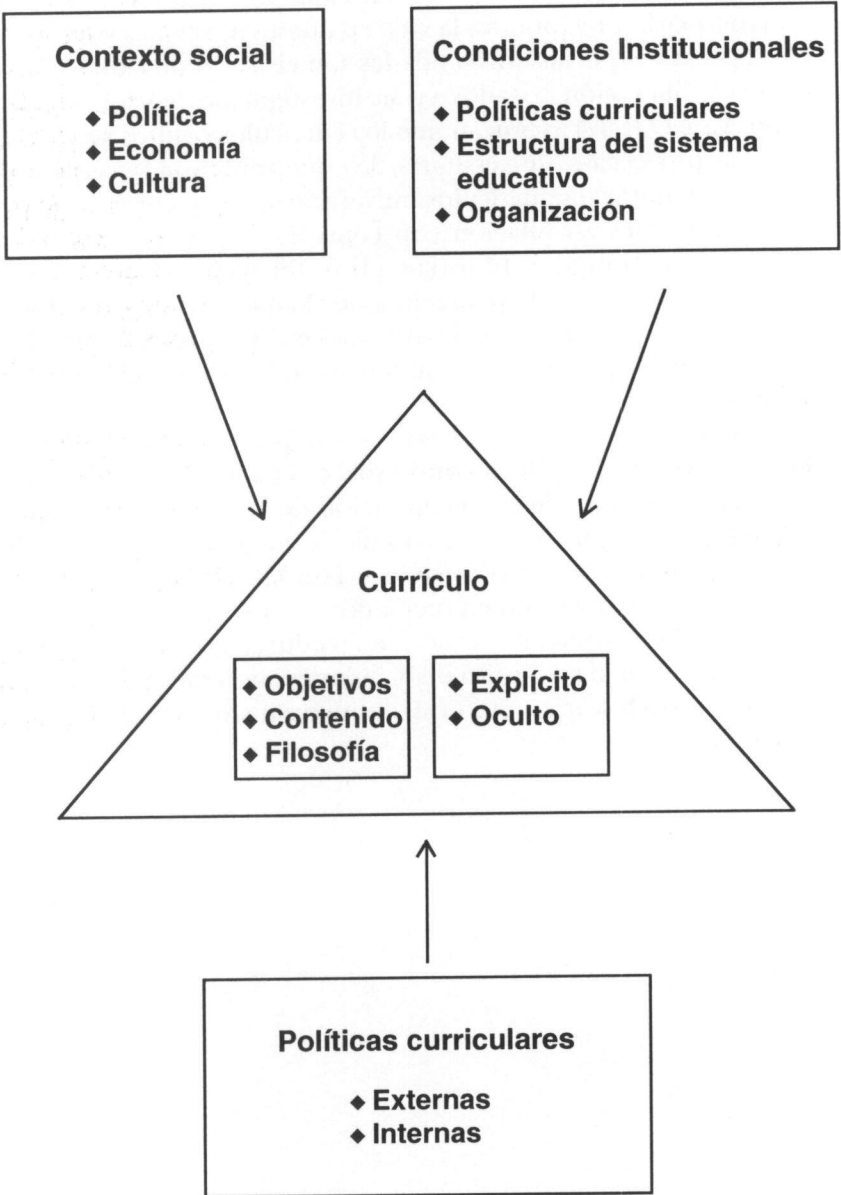 Contexto social
◆ Política
◆ Economía
◆ Cultura
Condiciones Institucionales
◆ Políticas curriculares
◆ Estructura del sistema
educativo
◆ Organización
Currículo
◆ Objetivos
◆ Contenido
◆ Filosofía
◆ Explícito
◆ Oculto
Políticas curriculares
◆ Externas
◆ Internas